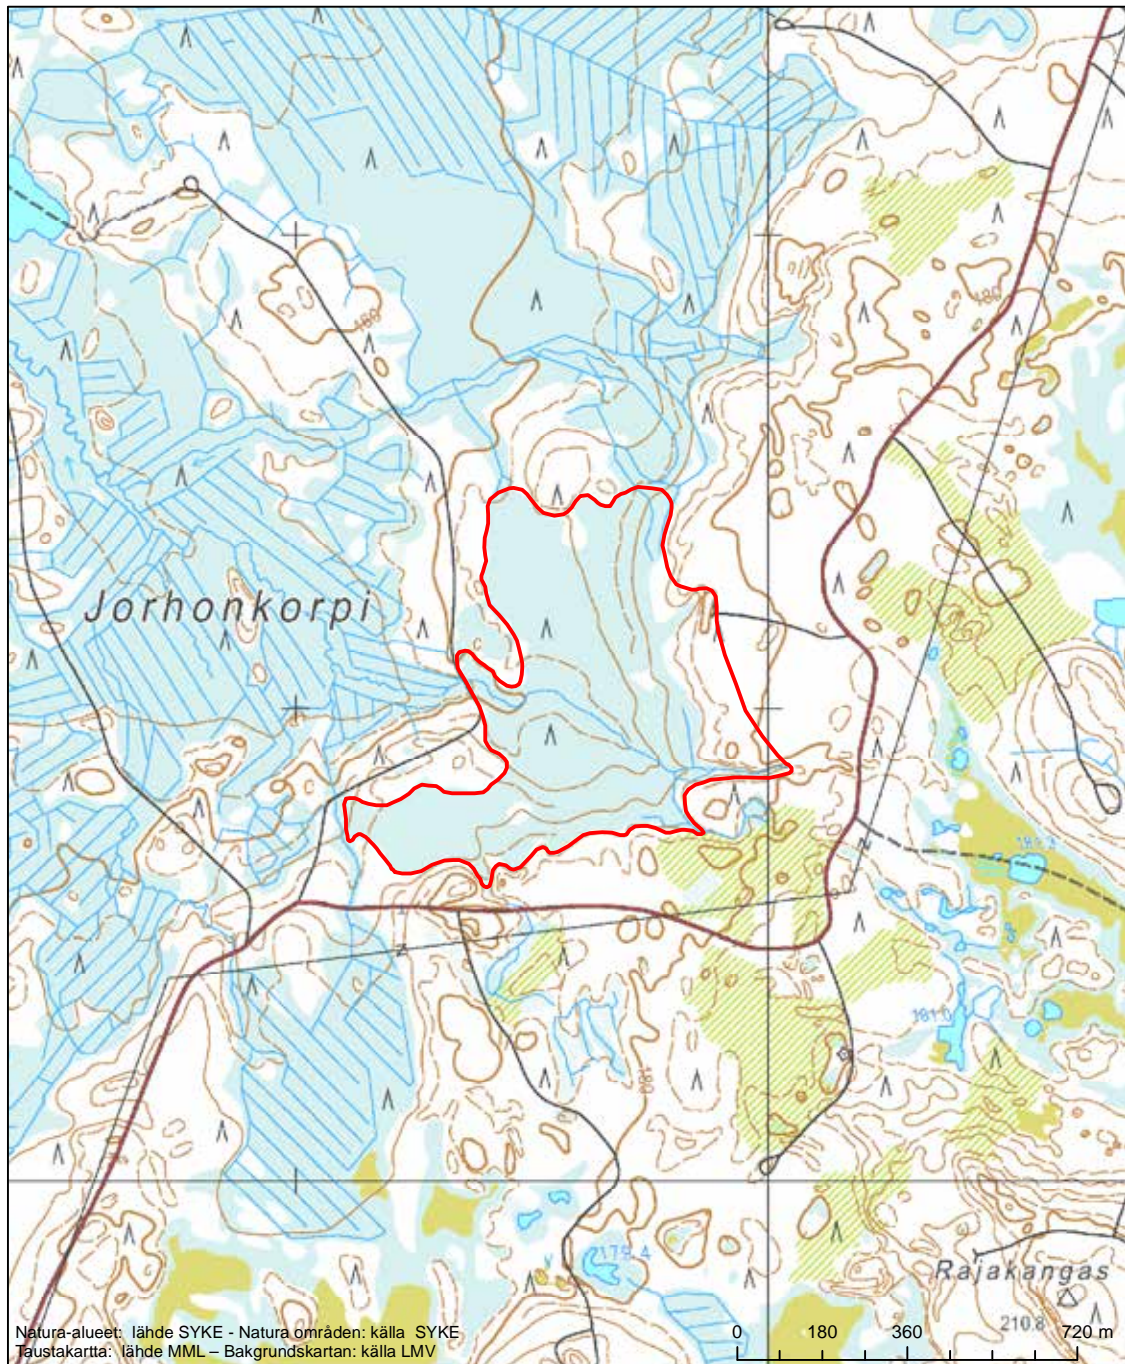 180
180
Jorhonkorpi
181.0
180
179.4
Rajakangas
210.8
Natura-alueet: lähde SYKE - Natura områden: källa SYKE
Taustakartta: lähde MML – Bakgrundskartan: källa LMV
0 180 360 720 m